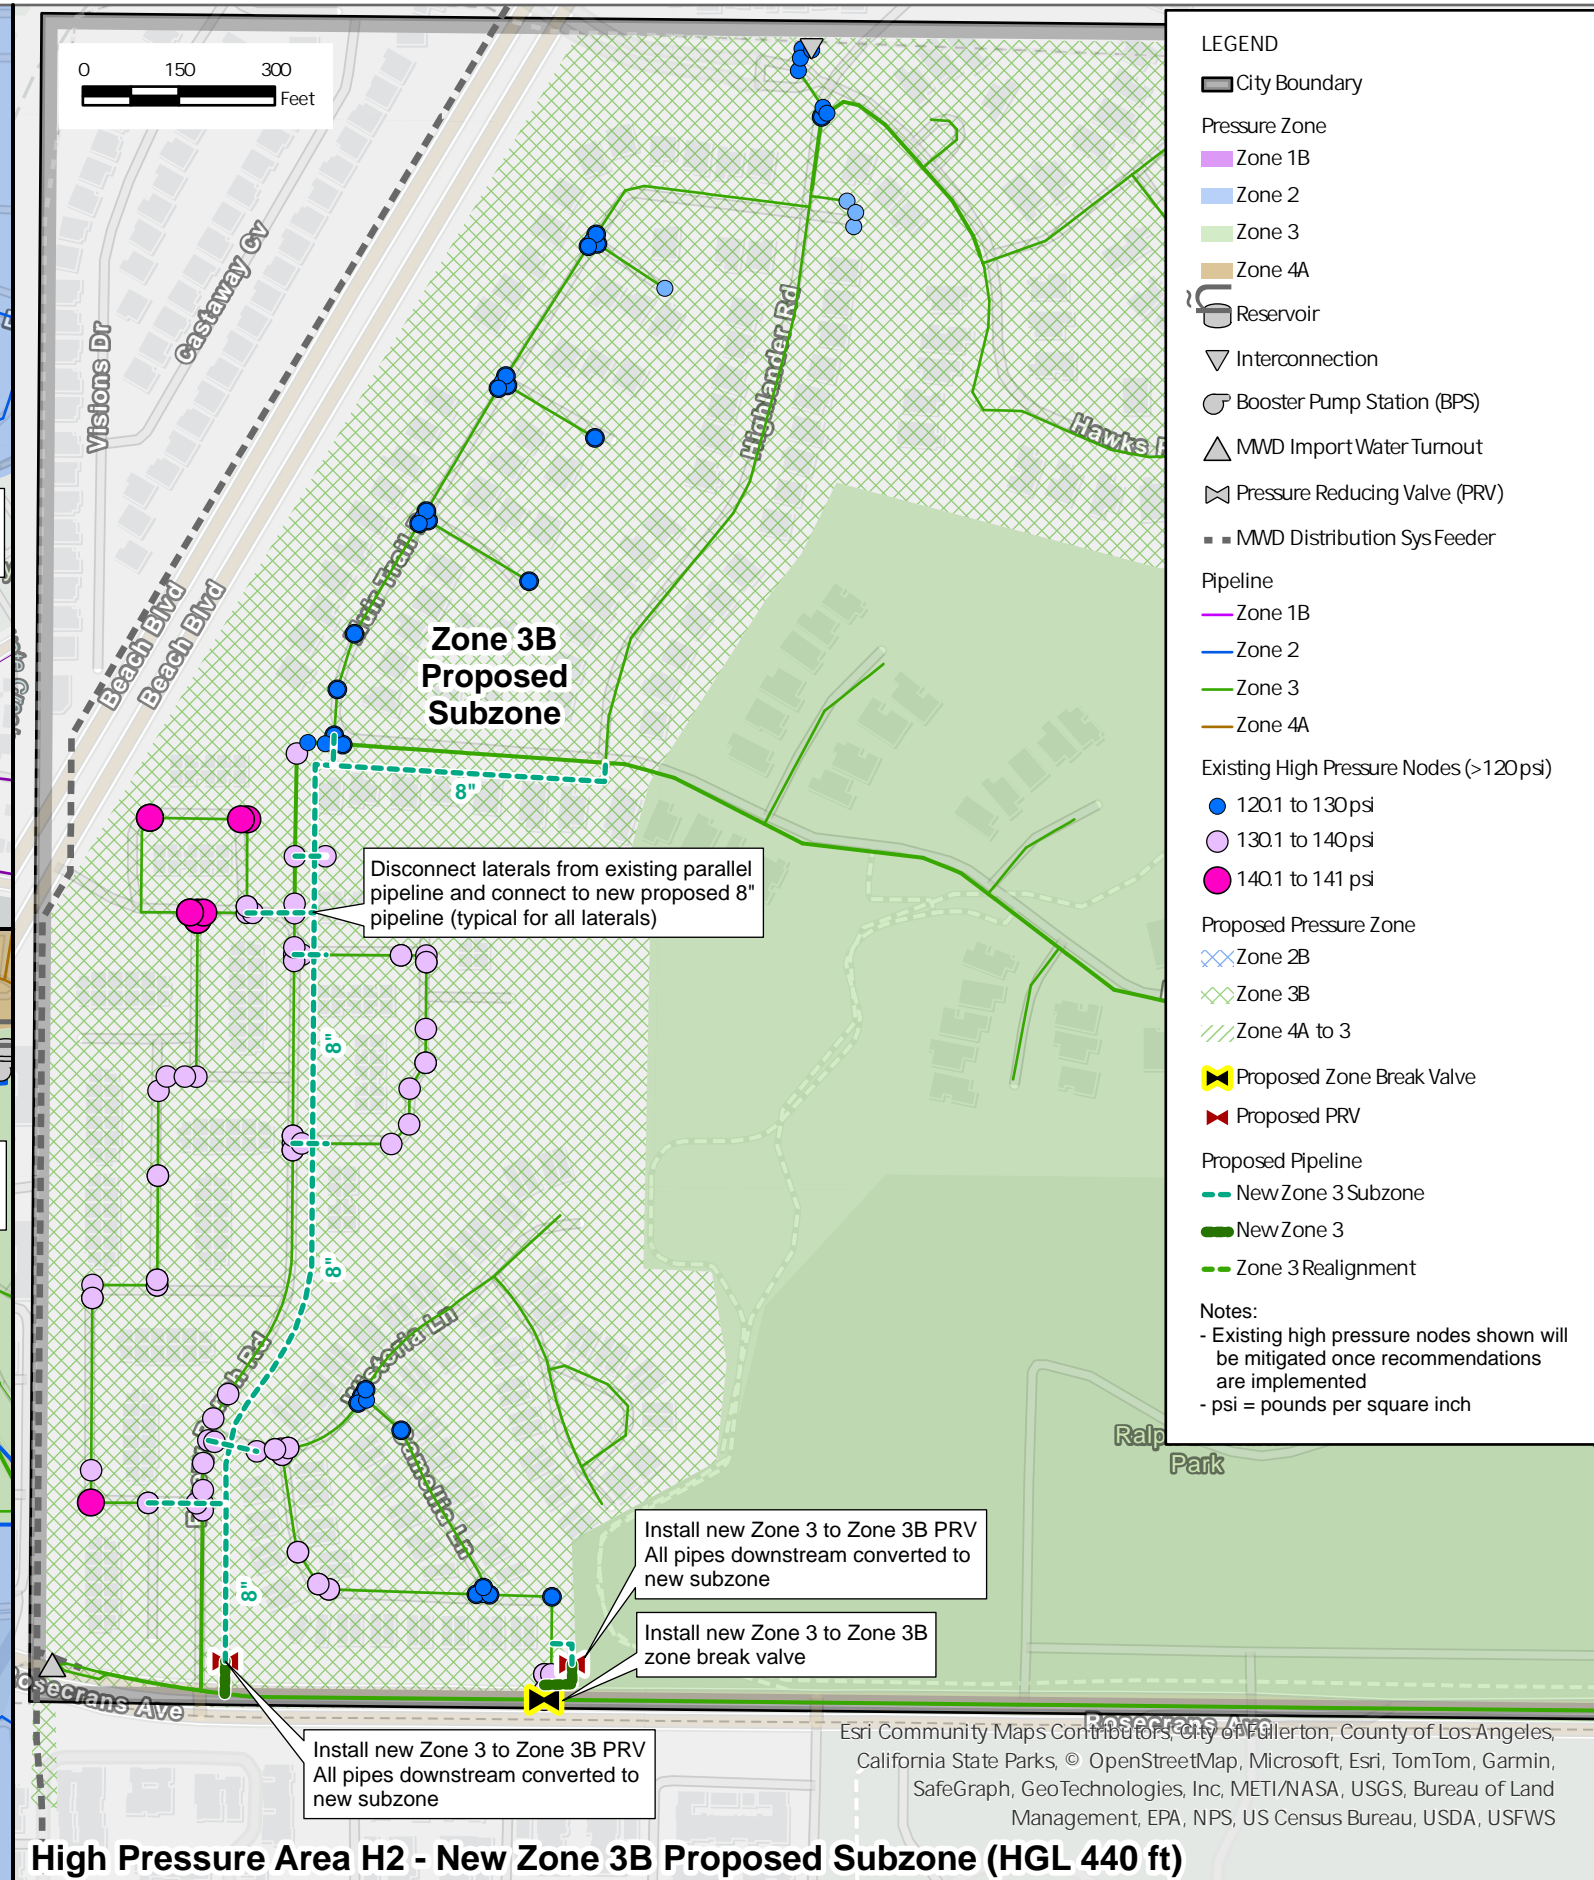 0 150 300
Feet
Castaway Cv
Visions Dr
Beach Blvd
Beach Blvd
Highlander Rd
Hawks
Trail
Zone 3B
Proposed
Subzone
8"
Disconnect laterals from existing parallel
pipeline and connect to new proposed 8"
pipeline (typical for all laterals)
8"
8"
Rd
Ln
Camellia Ln
8"
Install new Zone 3 to Zone 3B PRV
All pipes downstream converted to
new subzone
Install new Zone 3 to Zone 3B
zone break valve
Install new Zone 3 to Zone 3B PRV
All pipes downstream converted to
new subzone
Rosecrans Ave
Rosecrans Ave
Park
LEGEND
City Boundary
Pressure Zone
Zone 1B
Zone 2
Zone 3
Zone 4A
Reservoir
Interconnection
Booster Pump Station (BPS)
MWD Import Water Turnout
Pressure Reducing Valve (PRV)
MWD Distribution Sys Feeder
Pipeline
Zone 1B
Zone 2
Zone 3
Zone 4A
Existing High Pressure Nodes (>120 psi)
120.1 to 130 psi
130.1 to 140 psi
140.1 to 141 psi
Proposed Pressure Zone
Zone 2B
Zone 3B
Zone 4A to 3
Proposed Zone Break Valve
Proposed PRV
Proposed Pipeline
New Zone 3 Subzone
New Zone 3
Zone 3 Realignment
Notes:
- Existing high pressure nodes shown will
be mitigated once recommendations
are implemented
- psi = pounds per square inch
Esri Community Maps Contributors, City of Fullerton, County of Los Angeles,
California State Parks, © OpenStreetMap, Microsoft, Esri, TomTom, Garmin,
SafeGraph, GeoTechnologies, Inc, METI/NASA, USGS, Bureau of Land
Management, EPA, NPS, US Census Bureau, USDA, USFWS
High Pressure Area H2 - New Zone 3B Proposed Subzone (HGL 440 ft)